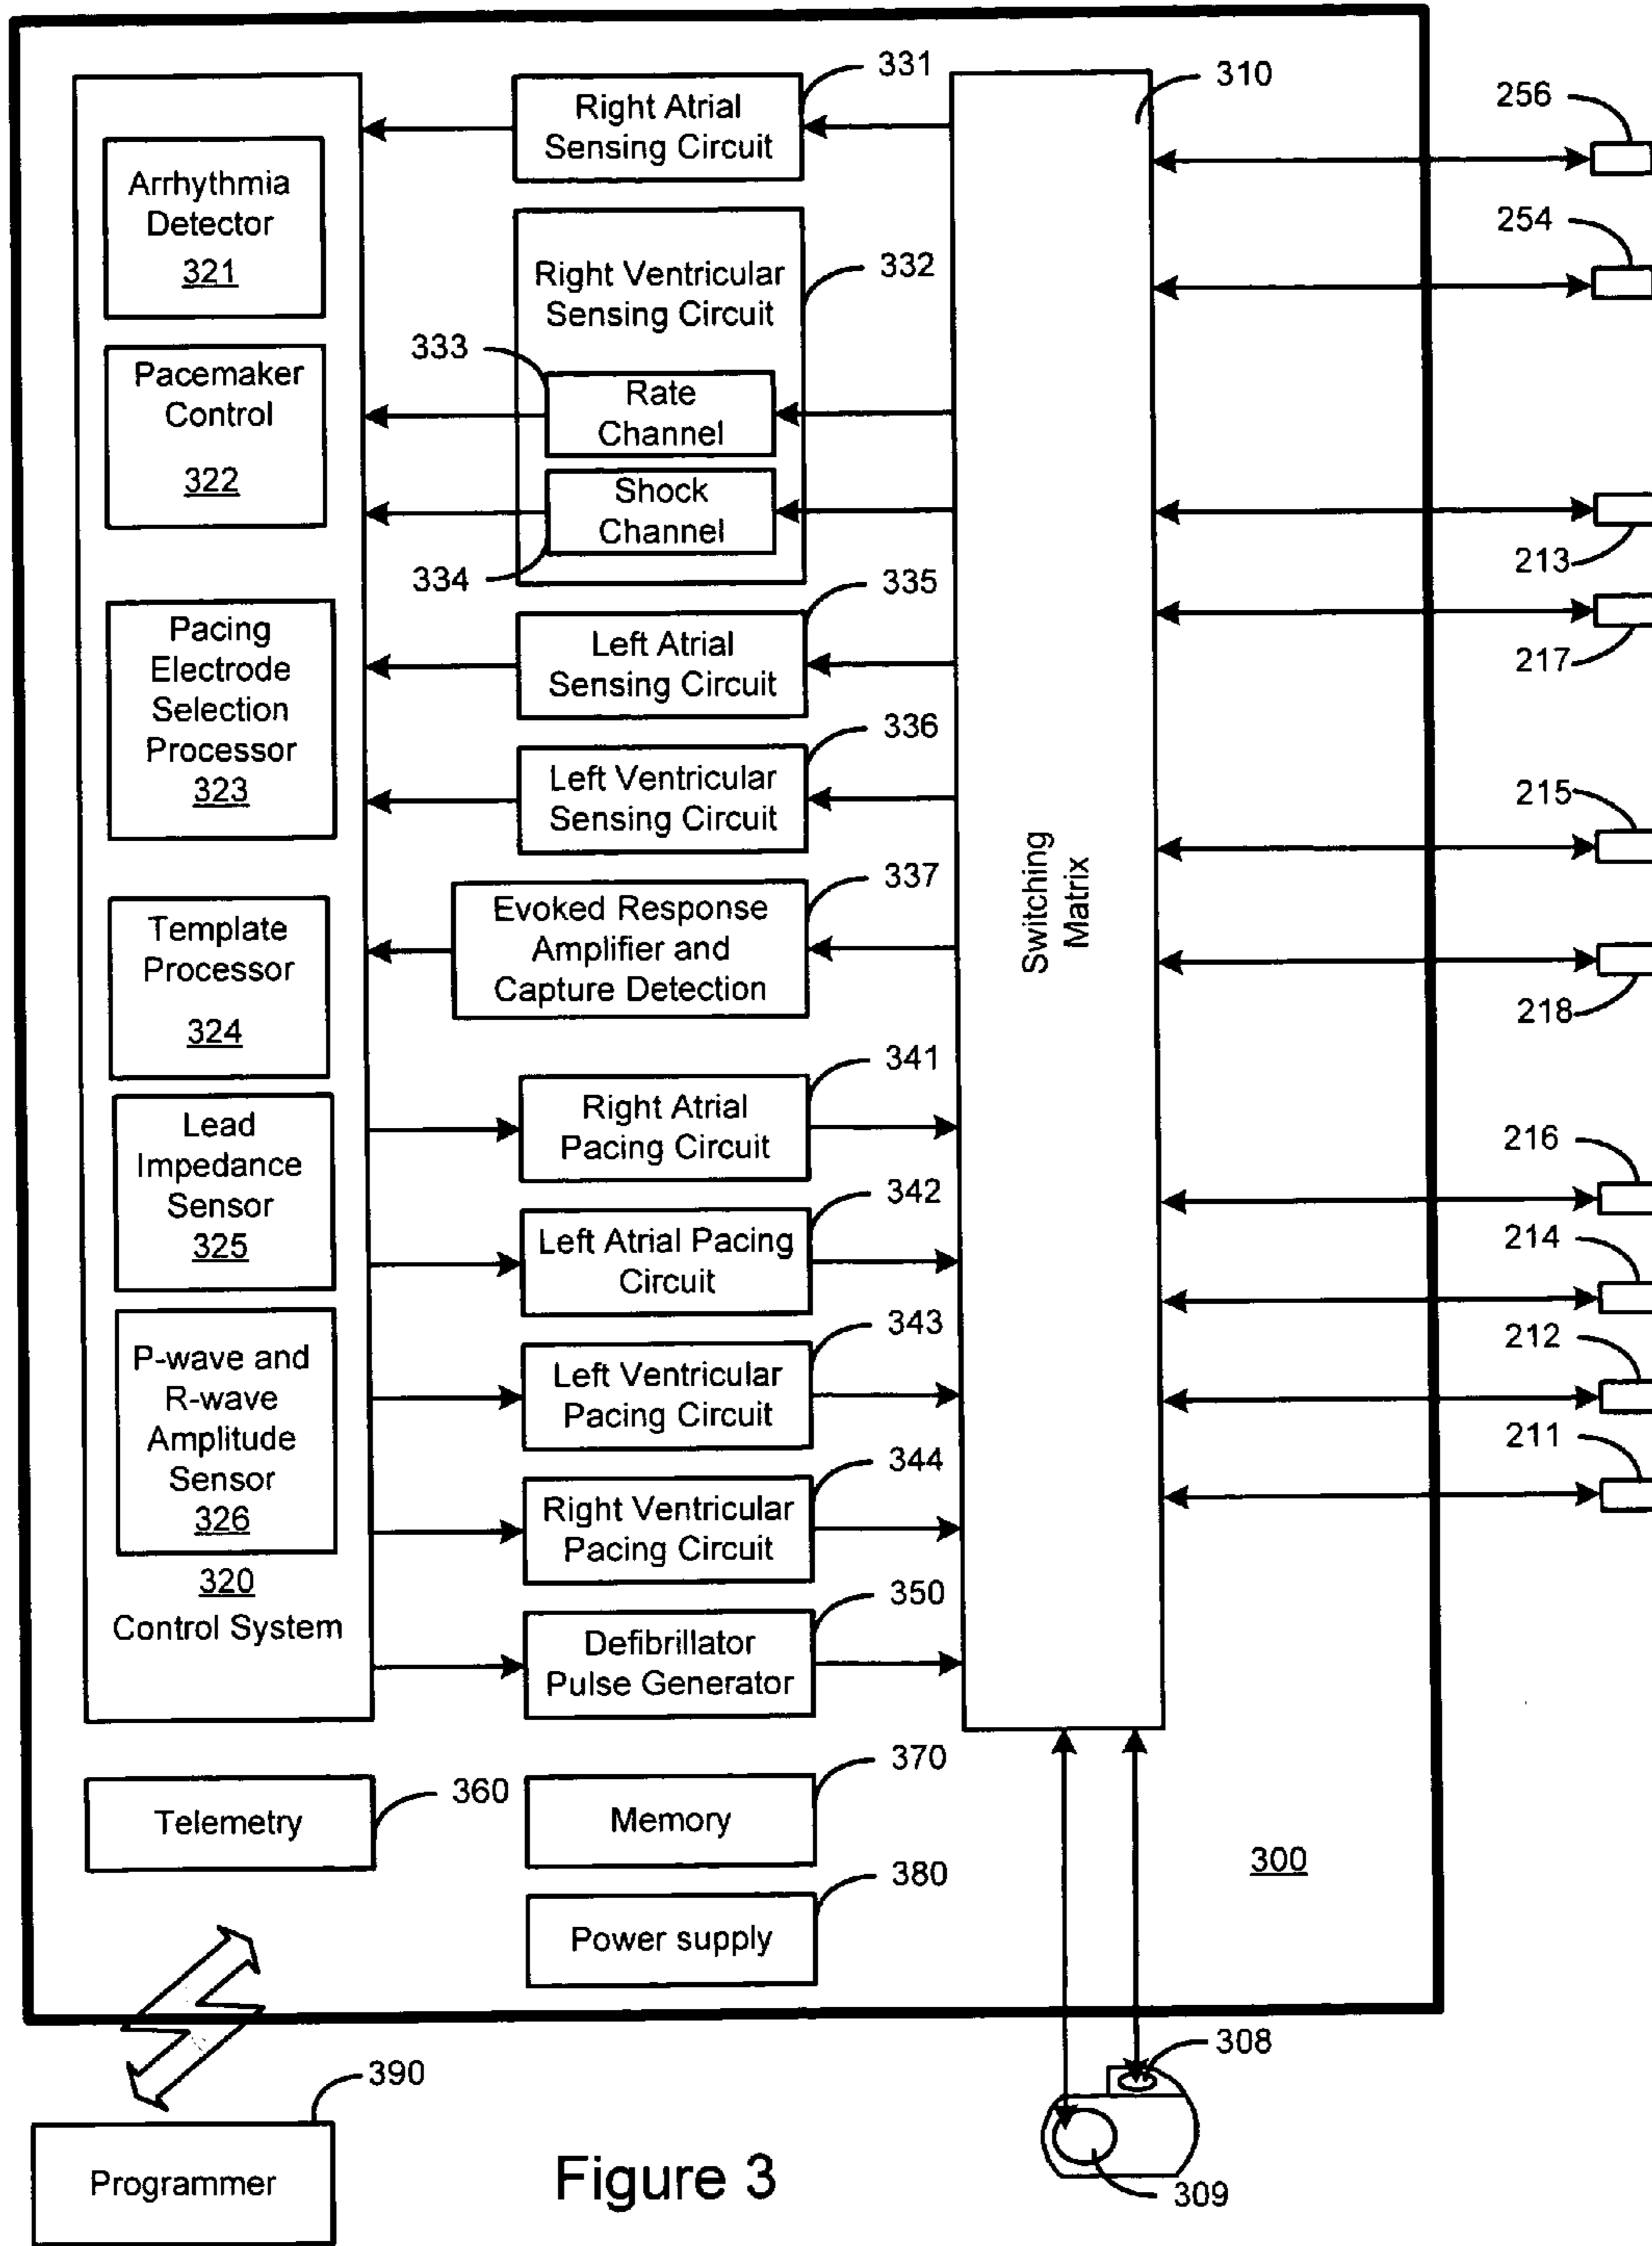 331
Right Atrial
Sensing Circuit
310
256
Arrhythmia
Detector
321
254
Right Ventricular
Sensing Circuit
332
333
Pacemaker
Control
322
Rate
Channel
Shock
Channel
334
213
335
Pacing
Electrode
Selection
Processor
323
Left Atrial
Sensing Circuit
217
336
Left Ventricular
Sensing Circuit
215
337
Evoked Response
Amplifier and
Capture Detection
Switching
Matrix
Template
Processor
324
218
341
Right Atrial
Pacing Circuit
Lead
Impedance
Sensor
325
216
342
Left Atrial Pacing
Circuit
214
343
P-wave and
R-wave
Amplitude
Sensor
326
Left Ventricular
Pacing Circuit
212
344
Right Ventricular
Pacing Circuit
211
320
Control System
350
Defibrillator
Pulse Generator
360
Telemetry
370
Memory
300
380
Power supply
308
390
Programmer
309
Figure 3